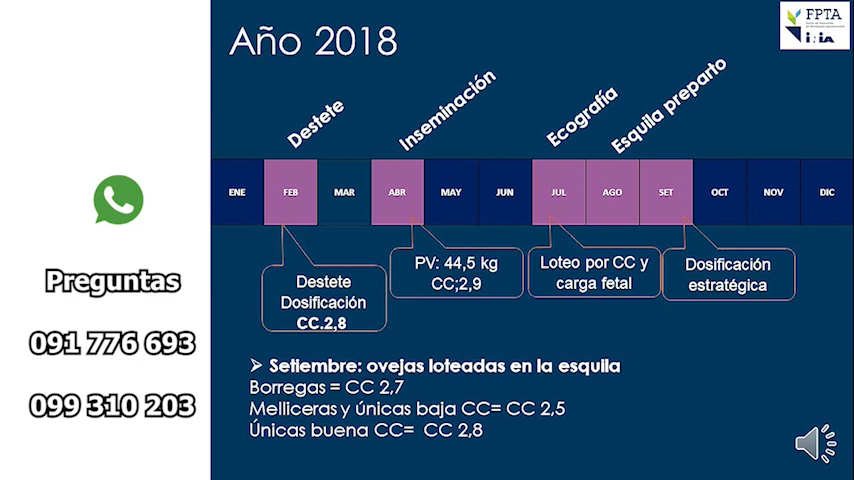 Año 2018
FPTA
INIA
Destete
Inseminación
Ecografía
Esquila preparto
ENE FEB MAR ABR MAY JUN JUL AGO SET OCT NOV DIC
Destete
Dosificación
CC.2,8
PV: 44,5 kg
CC;2,9
Loteo por CC y
carga fetal
Dosificación
estratégica
Preguntas
091 776 693
099 310 203
➢ Setiembre: ovejas loteadas en la esquila
Borregas = CC 2,7
Melliceras y únicas baja CC= CC 2,5
Únicas buena CC= CC 2,8